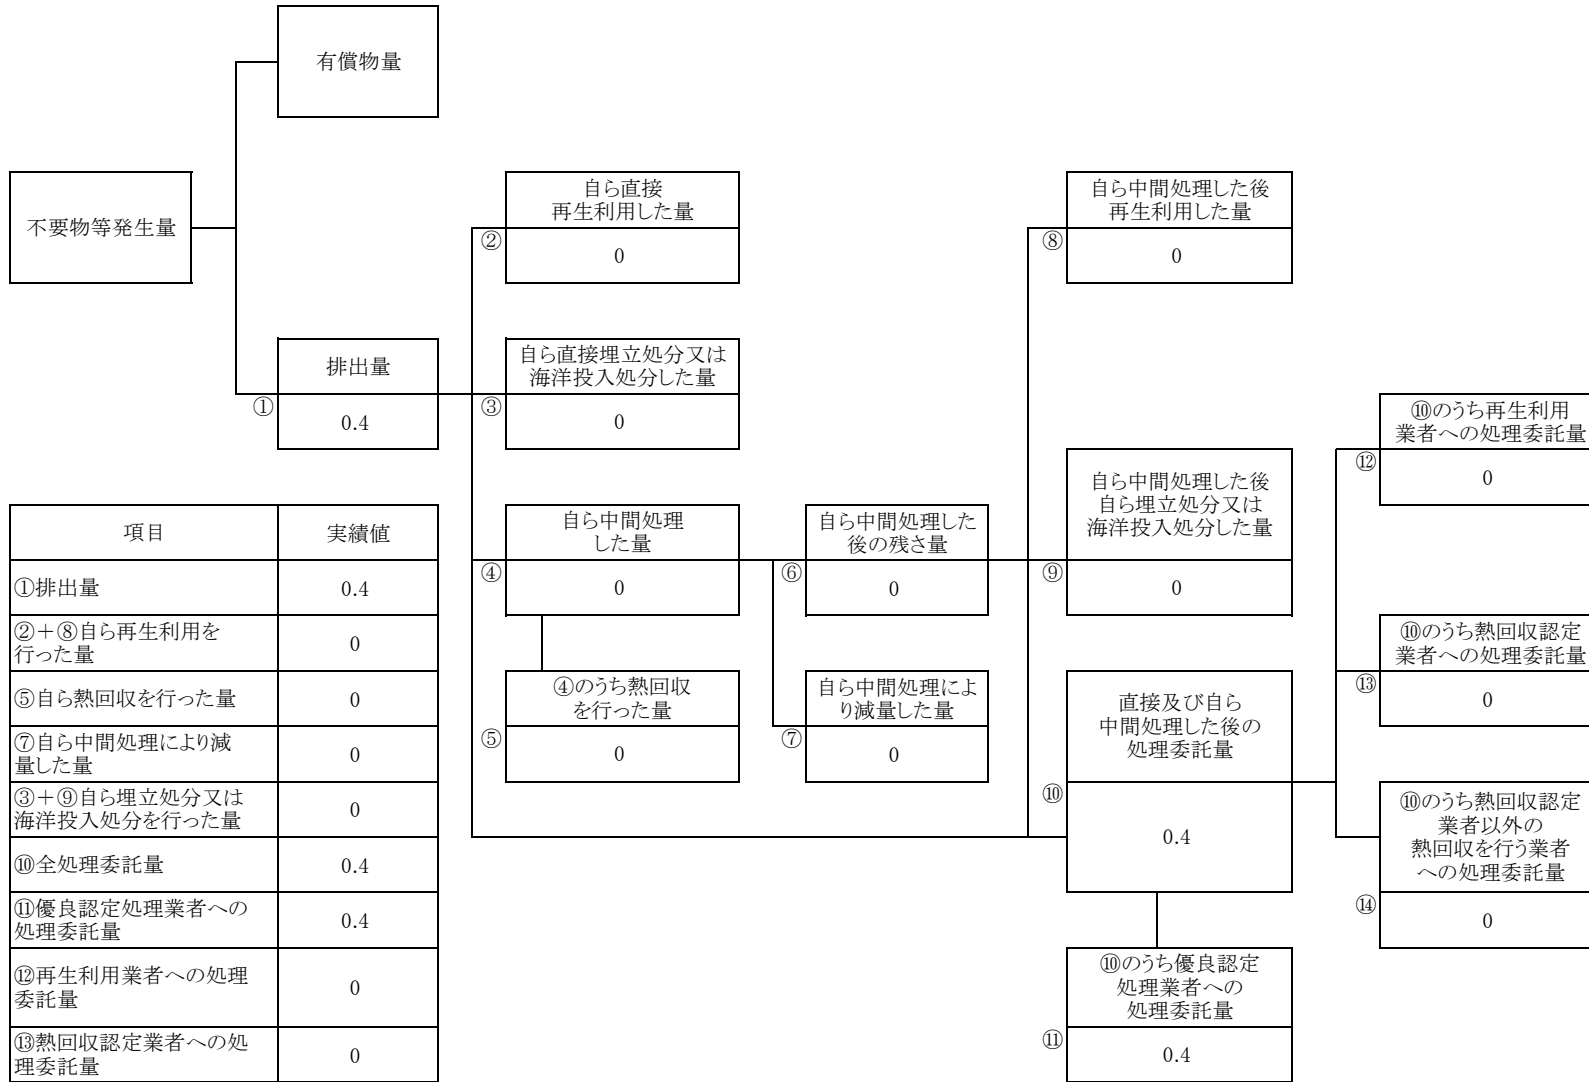 有償物量
不要物等発生量
自ら直接
再生利用した量
②
0
自ら中間処理した後
再生利用した量
⑧
0
排出量
①
0.4
自ら直接埋立処分又は
海洋投入処分した量
③
0
⑩のうち再生利用
業者への処理委託量
⑫
0
自ら中間処理
した量
④
0
自ら中間処理した
後の残さ量
⑥
0
自ら中間処理した後
自ら埋立処分又は
海洋投入処分した量
⑨
0
⑩のうち熱回収認定
業者への処理委託量
⑬
0
④のうち熱回収
を行った量
⑤
0
自ら中間処理によ
り減量した量
⑦
0
直接及び自ら
中間処理した後の
処理委託量
⑩
0.4
⑩のうち熱回収認定
業者以外の
熱回収を行う業者
への処理委託量
⑭
0
⑩のうち優良認定
処理業者への
処理委託量
⑪
0.4
項目 実績値
①排出量 0.4
②＋⑧自ら再生利用を
行った量 0
⑤自ら熱回収を行った量 0
⑦自ら中間処理により減
量した量 0
③＋⑨自ら埋立処分又は
海洋投入処分を行った量 0
⑩全処理委託量 0.4
⑪優良認定処理業者への
処理委託量 0.4
⑫再生利用業者への処理
委託量 0
⑬熱回収認定業者への処
理委託量 0